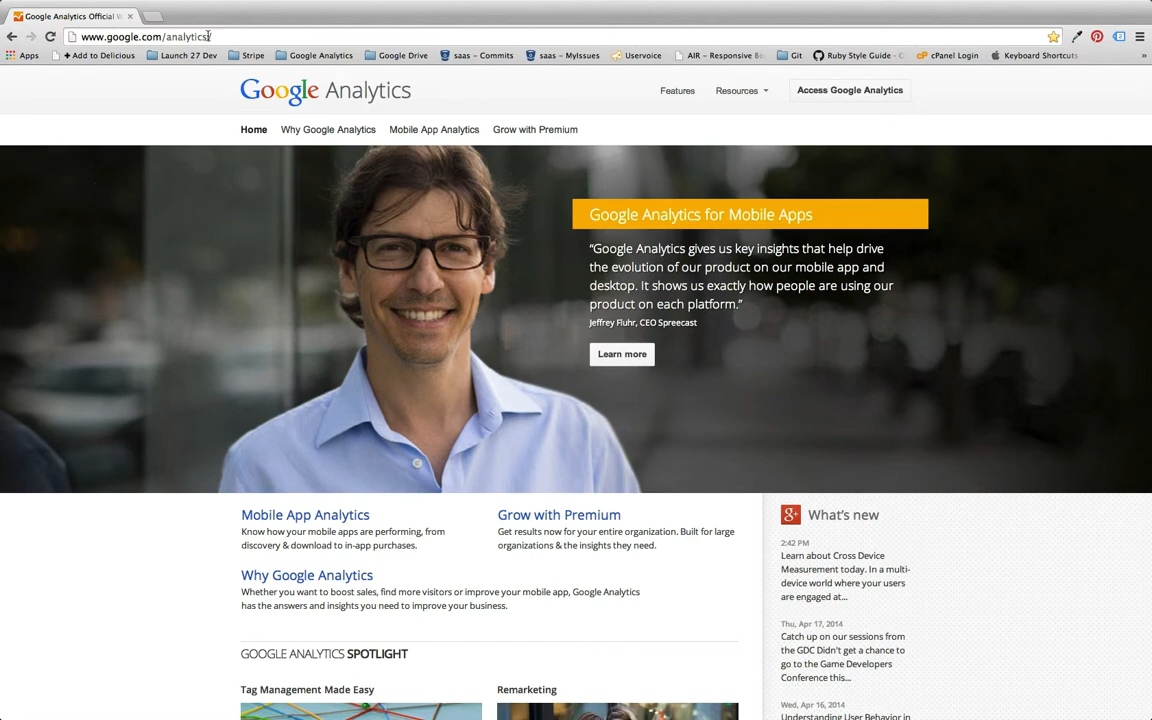 Google Analytics Official W
www.google.com/analytics/
Apps
+ Add to Delicious
Launch 27 Dev
Stripe
Google Analytics
Google Drive
saas – Commits
saas – MyIssues
Uservoice
AIR – Responsive Be
Git
Ruby Style Guide – G
cPanel Login
Keyboard Shortcuts
»
Google Analytics
Features
Resources
Access Google Analytics
Home
Why Google Analytics
Mobile App Analytics
Grow with Premium
Google Analytics for Mobile Apps
“Google Analytics gives us key insights that help drive
the evolution of our product on our mobile app and
desktop. It shows us exactly how people are using our
product on each platform.”
Jeffrey Fluhr, CEO Spreecast
Learn more
Mobile App Analytics
Know how your mobile apps are performing, from
discovery & download to in-app purchases.
Grow with Premium
Get results now for your entire organization. Built for large
organizations & the insights they need.
Why Google Analytics
Whether you want to boost sales, find more visitors or improve your mobile app, Google Analytics
has the answers and insights you need to improve your business.
GOOGLE ANALYTICS SPOTLIGHT
Tag Management Made Easy
Remarketing
g+ What's new
2:42 PM
Learn about Cross Device
Measurement today. In a multi-
device world where your users
are engaged at...
Thu, Apr 17, 2014
Catch up on our sessions from
the GDC Didn't get a chance to
go to the Game Developers
Conference this...
Wed, Apr 16, 2014
Understanding User Behavior in